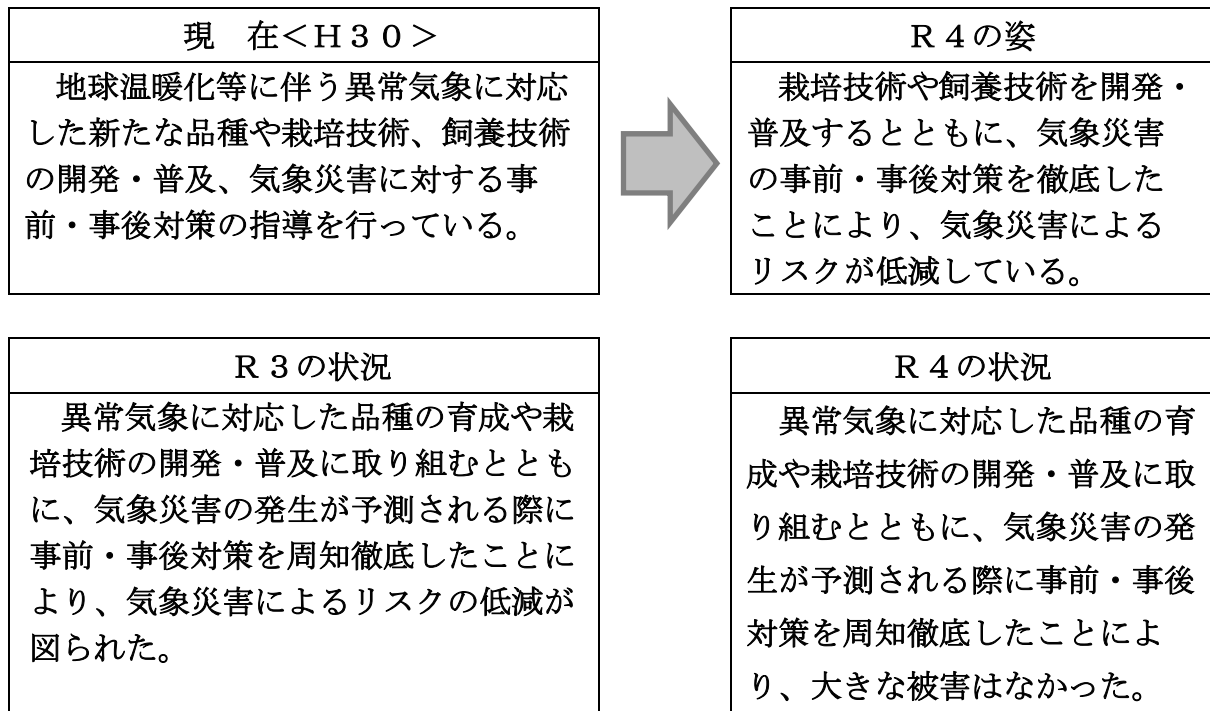 現　在＜H３０＞
地球温暖化等に伴う異常気象に対応
した新たな品種や栽培技術、飼養技術
の開発・普及、気象災害に対する事
前・事後対策の指導を行っている。
R４の姿
栽培技術や飼養技術を開発・
普及するとともに、気象災害
の事前・事後対策を徹底した
ことにより、気象災害による
リスクが低減している。
R３の状況
異常気象に対応した品種の育成や栽
培技術の開発・普及に取り組むととも
に、気象災害の発生が予測される際に
事前・事後対策を周知徹底したことに
より、気象災害によるリスクの低減が
図られた。
R４の状況
異常気象に対応した品種の育
成や栽培技術の開発・普及に取
り組むとともに、気象災害の発
生が予測される際に事前・事後
対策を周知徹底したことによ
り、大きな被害はなかった。